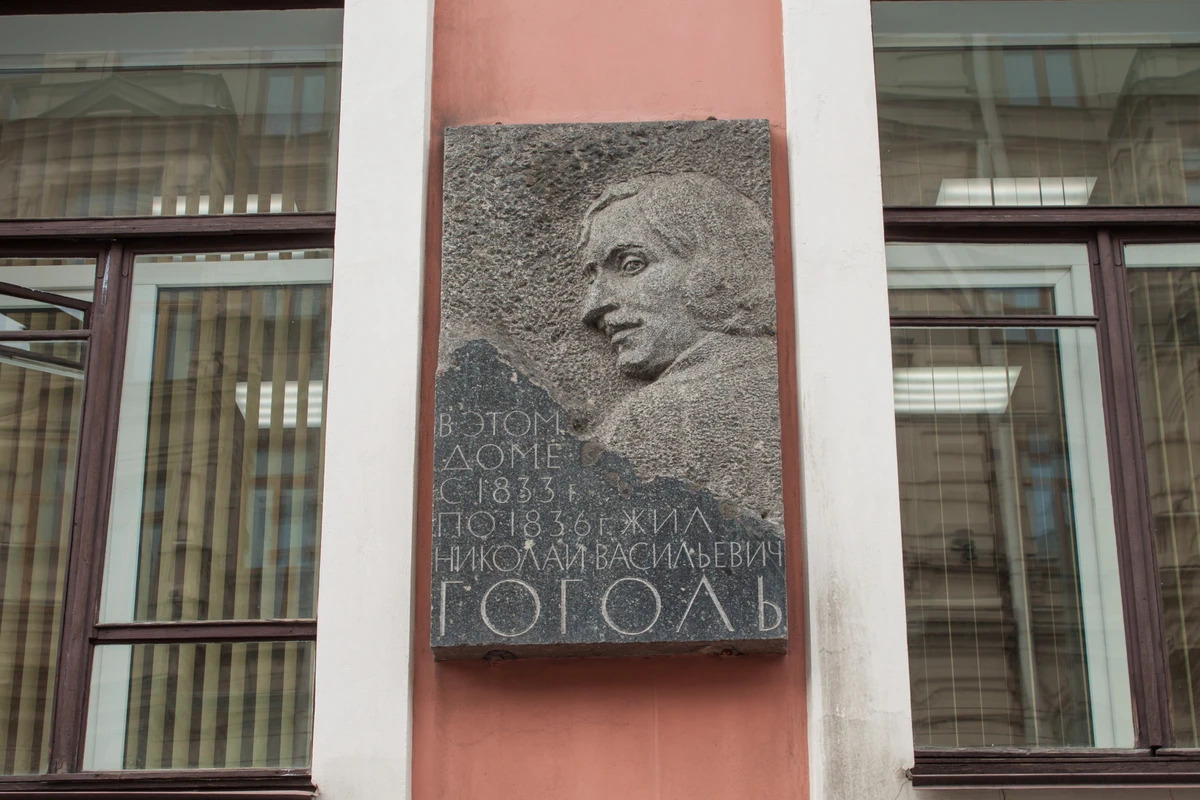 В ЭТОМ
ДОМЕ
С 1833 г.
ПО 1836 г. ЖИЛ
НИКОЛАЙ ВАСИЛЬЕВИЧ
ГОГОЛЬ